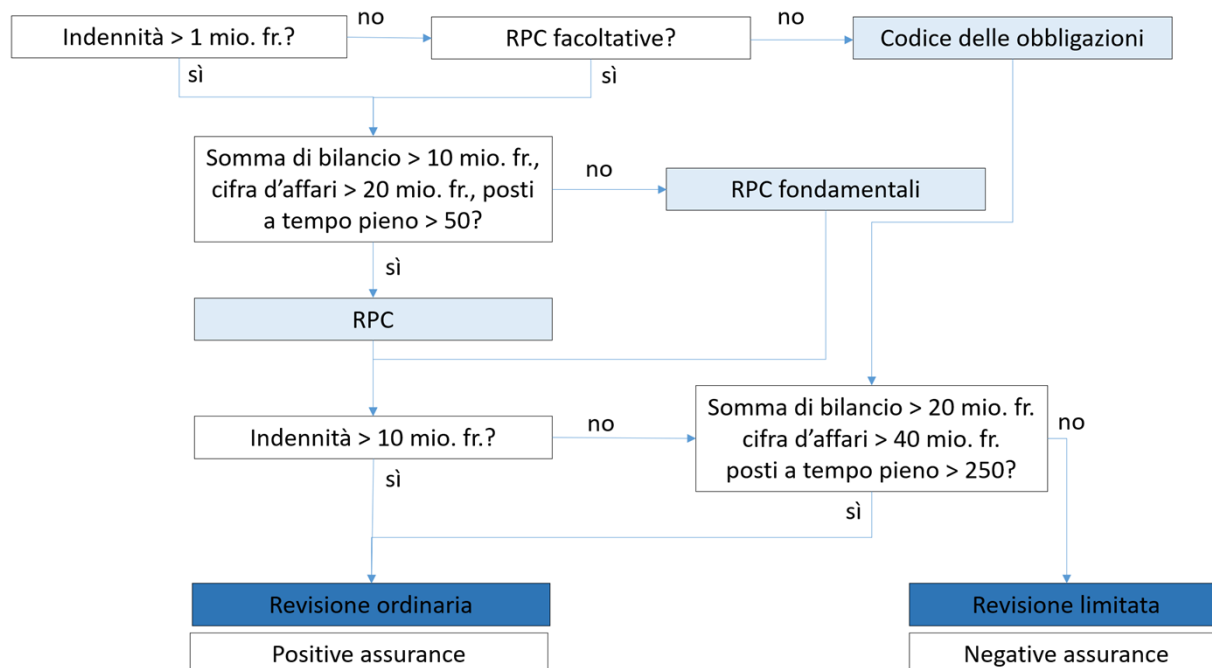 Indennità > 1 mio. fr.?
no
RPC facoltative?
no
Codice delle obbligazioni
sì
sì
Somma di bilancio > 10 mio. fr.,
cifra d’affari > 20 mio. fr., posti
a tempo pieno > 50?
no
RPC fondamentali
sì
RPC
Indennità > 10 mio. fr.?
no
Somma di bilancio > 20 mio. fr.
cifra d’affari > 40 mio. fr.
posti a tempo pieno > 250?
no
sì
sì
Revisione ordinaria
Positive assurance
Revisione limitata
Negative assurance